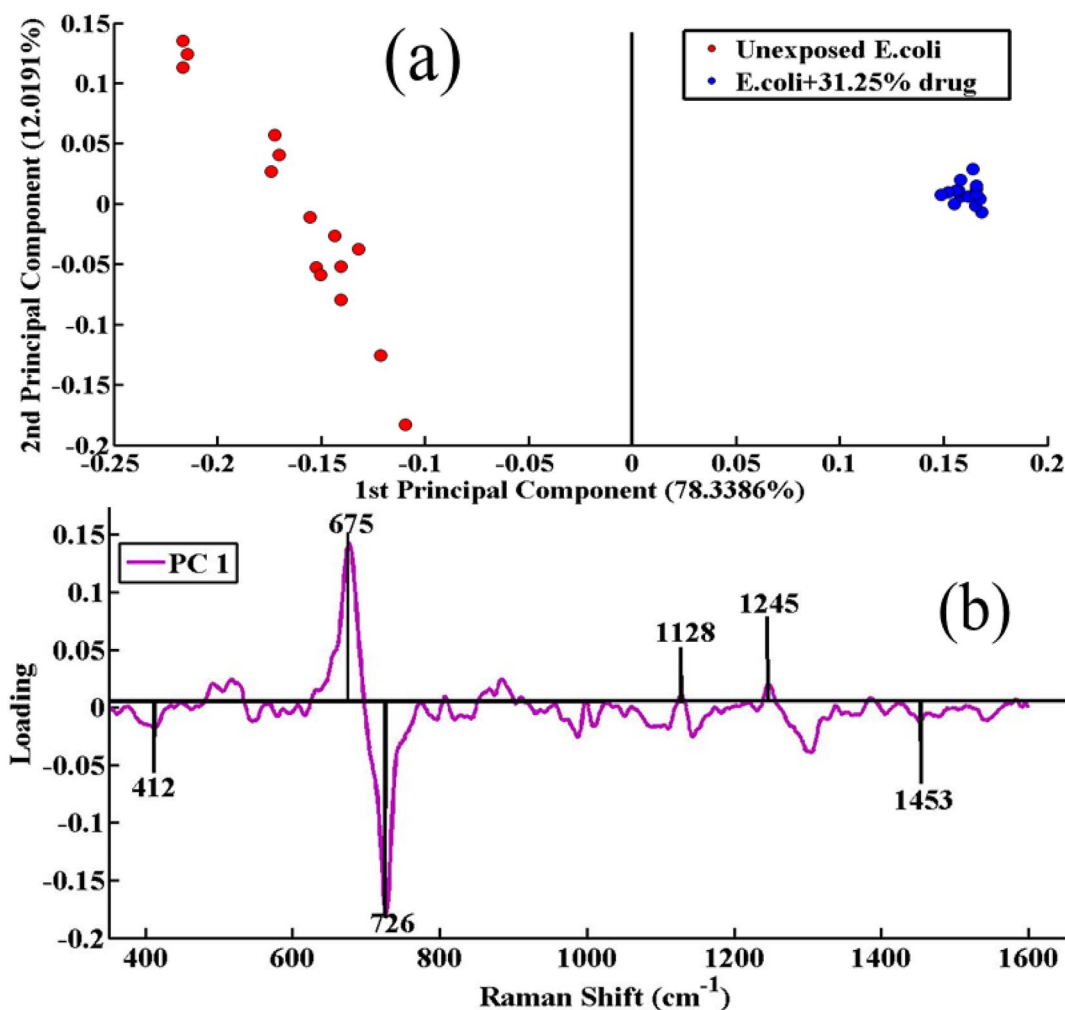 (a)
Unexposed E.coli
E.coli+31.25% drug
2nd Principal Component (12.0191%)
0.15
0.1
0.05
0
-0.05
-0.1
-0.15
-0.2
-0.25 -0.2 -0.15 -0.1 -0.05 0 0.05 0.1 0.15 0.2
1st Principal Component (78.3386%)
(b)
PC 1
Loading
0.15
0.1
0.05
0
-0.05
-0.1
-0.15
-0.2
675
1128
1245
412
726
1453
400 600 800 1000 1200 1400 1600
Raman Shift (cm⁻¹)